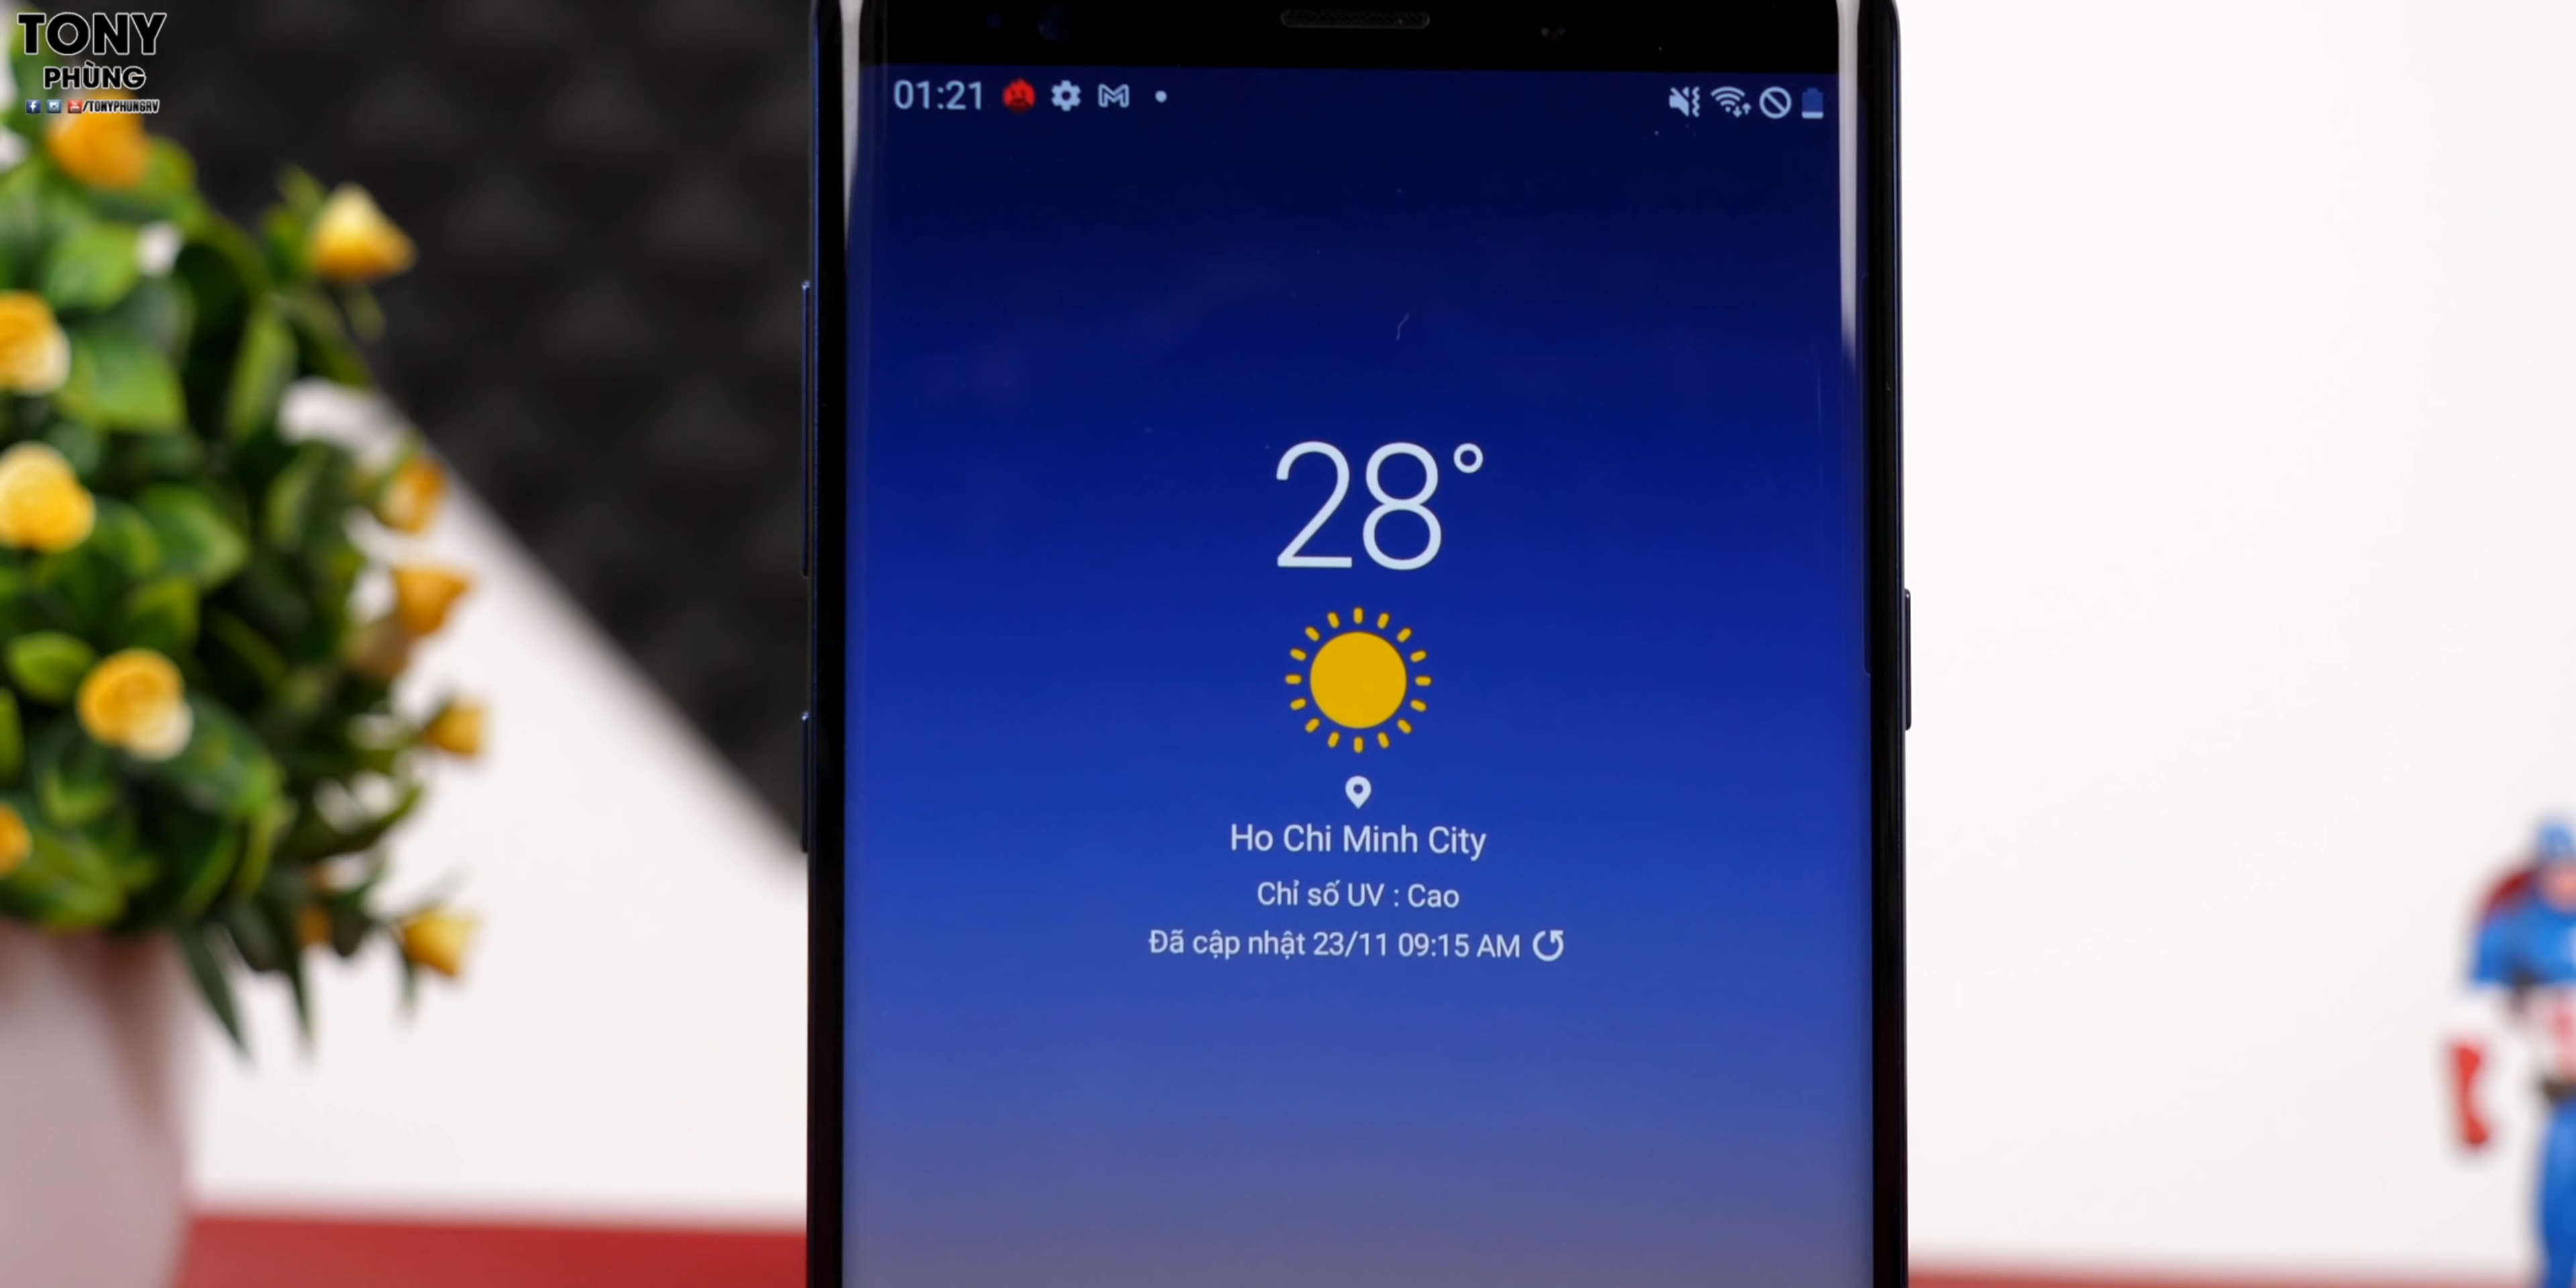 TONY
PHÙNG
/TONYPHUNGRV
01:21
28°
Ho Chi Minh City
Chỉ số UV : Cao
Đã cập nhật 23/11 09:15 AM